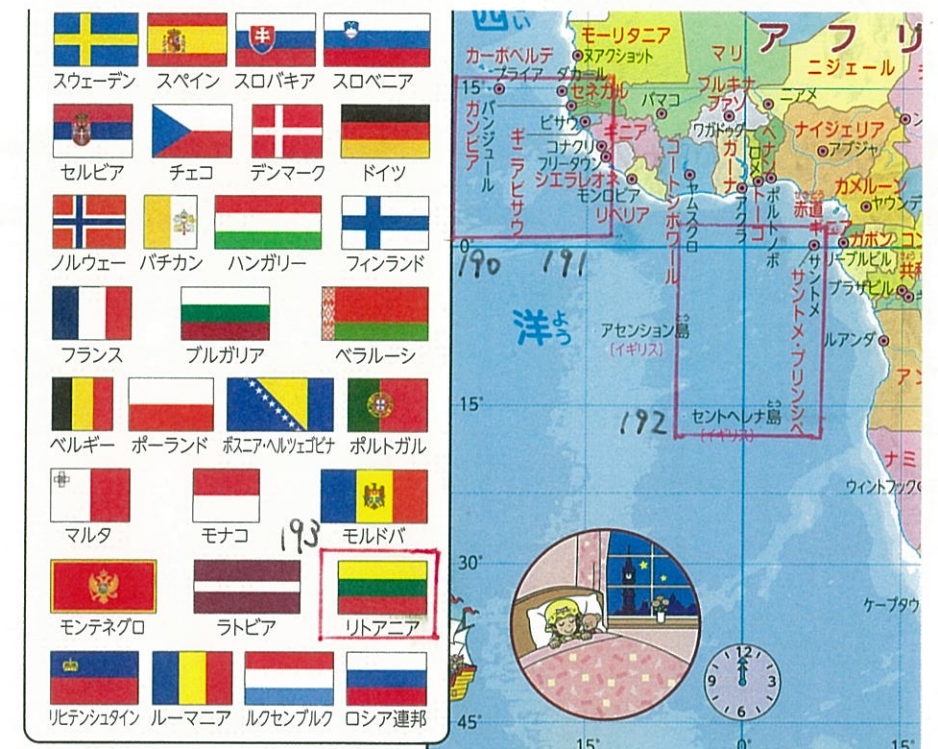 スウェーデン
スペイン
スロバキア
スロベニア
セルビア
チェコ
デンマーク
ドイツ
ノルウェー
バチカン
ハンガリー
フィンランド
フランス
ブルガリア
ベラルーシ
ベルギー
ポーランド
ボスニア・ヘルツェゴビナ
ポルトガル
マルタ
モナコ
モルドバ
193
モンテネグロ
ラトビア
リトアニア
リヒテンシュタイン
ルーマニア
ルクセンブルク
ロシア連邦
西
い
モーリタニア
ヌアクショット
アフリ
マリ
ニジェール
カーボベルデ
プライア
ダカール
15°
セネガル
バンジュール
ガンビア
バマコ
ブルキナ
ファソ
ワガドゥグー
ニアメ
ビサウ
ギニア
ギニアビサウ
コナクリ
フリータウン
シエラレオネ
モンロビア
リベリア
コートジボワール
ヤムスクロ
ガーナ
アクラ
トーゴ
ロメ
ベナン
ポルトノボ
ナイジェリア
アブジャ
カメルーン
ヤウンデ
赤道ギ
ガボン
リーブルビル
コン
共和
ブラザビル
サントメ
サントメ・プリンシペ
0°
190
191
洋
よう
アセンション島
とう
(イギリス)
ルアンダ
アン
15°
192
セントヘレナ島
とう
(イギリス)
ナミ
ウィントフック
30°
ケープタウ
12
9
3
6
45°
15°
0°
15°